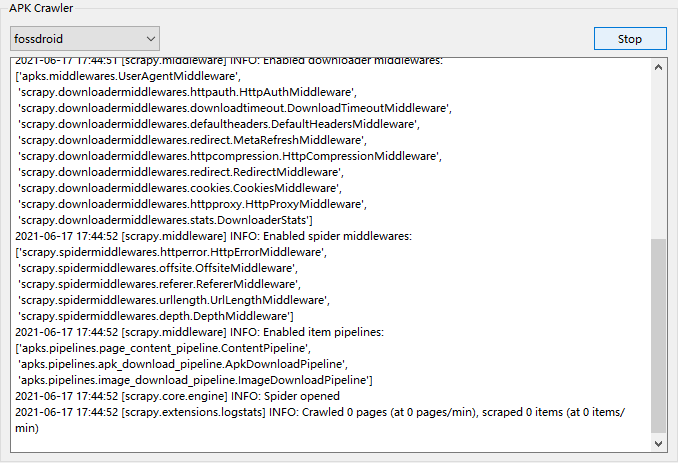 APK Crawler
fossdroid
Stop
2021-06-17 17:44:51 [scrapy.middleware] INFO: Enabled downloader middlewares:
['apks.middlewares.UserAgentMiddleware',
'scrapy.downloadermiddlewares.httpauth.HttpAuthMiddleware',
'scrapy.downloadermiddlewares.downloadtimeout.DownloadTimeoutMiddleware',
'scrapy.downloadermiddlewares.defaultheaders.DefaultHeadersMiddleware',
'scrapy.downloadermiddlewares.redirect.MetaRefreshMiddleware',
'scrapy.downloadermiddlewares.httpcompression.HttpCompressionMiddleware',
'scrapy.downloadermiddlewares.redirect.RedirectMiddleware',
'scrapy.downloadermiddlewares.cookies.CookiesMiddleware',
'scrapy.downloadermiddlewares.httpproxy.HttpProxyMiddleware',
'scrapy.downloadermiddlewares.stats.DownloaderStats']
2021-06-17 17:44:52 [scrapy.middleware] INFO: Enabled spider middlewares:
['scrapy.spidermiddlewares.httperror.HttpErrorMiddleware',
'scrapy.spidermiddlewares.offsite.OffsiteMiddleware',
'scrapy.spidermiddlewares.referer.RefererMiddleware',
'scrapy.spidermiddlewares.urllength.UrlLengthMiddleware',
'scrapy.spidermiddlewares.depth.DepthMiddleware']
2021-06-17 17:44:52 [scrapy.middleware] INFO: Enabled item pipelines:
['apks.pipelines.page_content_pipeline.ContentPipeline',
'apks.pipelines.apk_download_pipeline.ApkDownloadPipeline',
'apks.pipelines.image_download_pipeline.ImageDownloadPipeline']
2021-06-17 17:44:52 [scrapy.core.engine] INFO: Spider opened
2021-06-17 17:44:52 [scrapy.extensions.logstats] INFO: Crawled 0 pages (at 0 pages/min), scraped 0 items (at 0 items/
min)